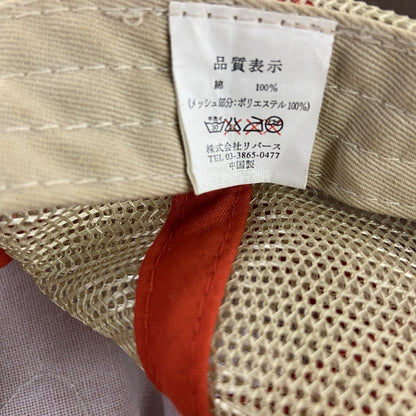 品質表示
綿 100%
(メッシュ部分:ポリエステル100%)
株式会社リバース
TEL 03-3865-0477
中国製